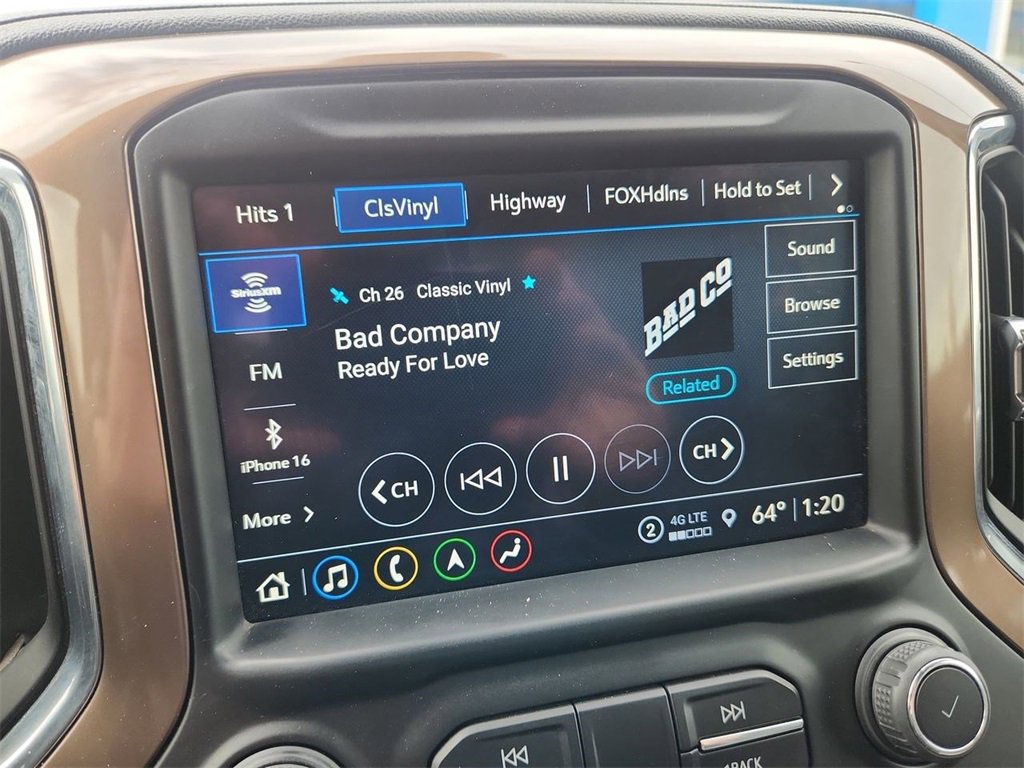 Hits 1
ClsVinyl
Highway
FOXHdlns
Hold to Set
SiriusXM
Ch 26 Classic Vinyl
Bad Company
Ready For Love
BAD CO
Related
Sound
Browse
Settings
FM
iPhone 16
More
CH
CH
2
4G LTE
64° 1:20
BACK